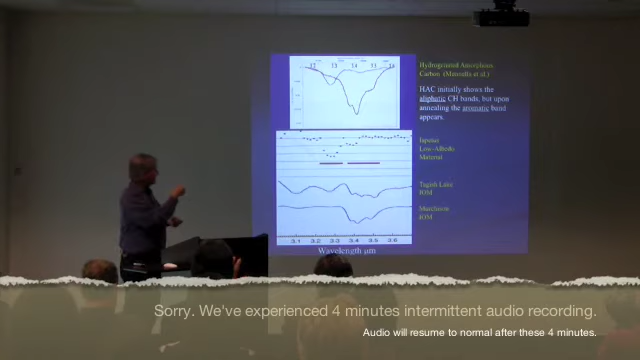 Hydrogenated Amorphous
Carbon (Mennella et al.)
HAC initially shows the
aliphatic CH bands, but upon
annealing the aromatic band
appears.
Iapetus
Low-Albedo
Material
Tagish Lake
IOM
Murchison
IOM
3.1 3.2 3.3 3.4 3.5 3.6
Wavelength μm
Sorry. We've experienced 4 minutes intermittent audio recording.
Audio will resume to normal after these 4 minutes.